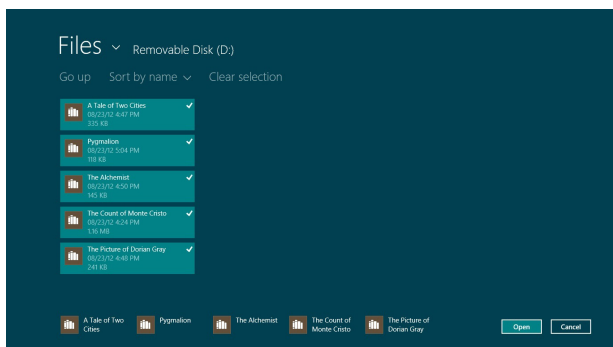 Files Removable Disk (D:)
Go up Sort by name Clear selection
A Tale of Two Cities
08/23/12 4:47 PM
335 KB
Pygmalion
08/23/12 5:04 PM
118 KB
The Alchemist
08/23/12 4:50 PM
145 KB
The Count of Monte Cristo
08/23/12 4:24 PM
1.16 MB
The Picture of Dorian Gray
08/23/12 4:48 PM
241 KB
A Tale of Two Pygmalion The Alchemist The Count of The Picture of
Cities Monte Cristo Dorian Gray
Open Cancel